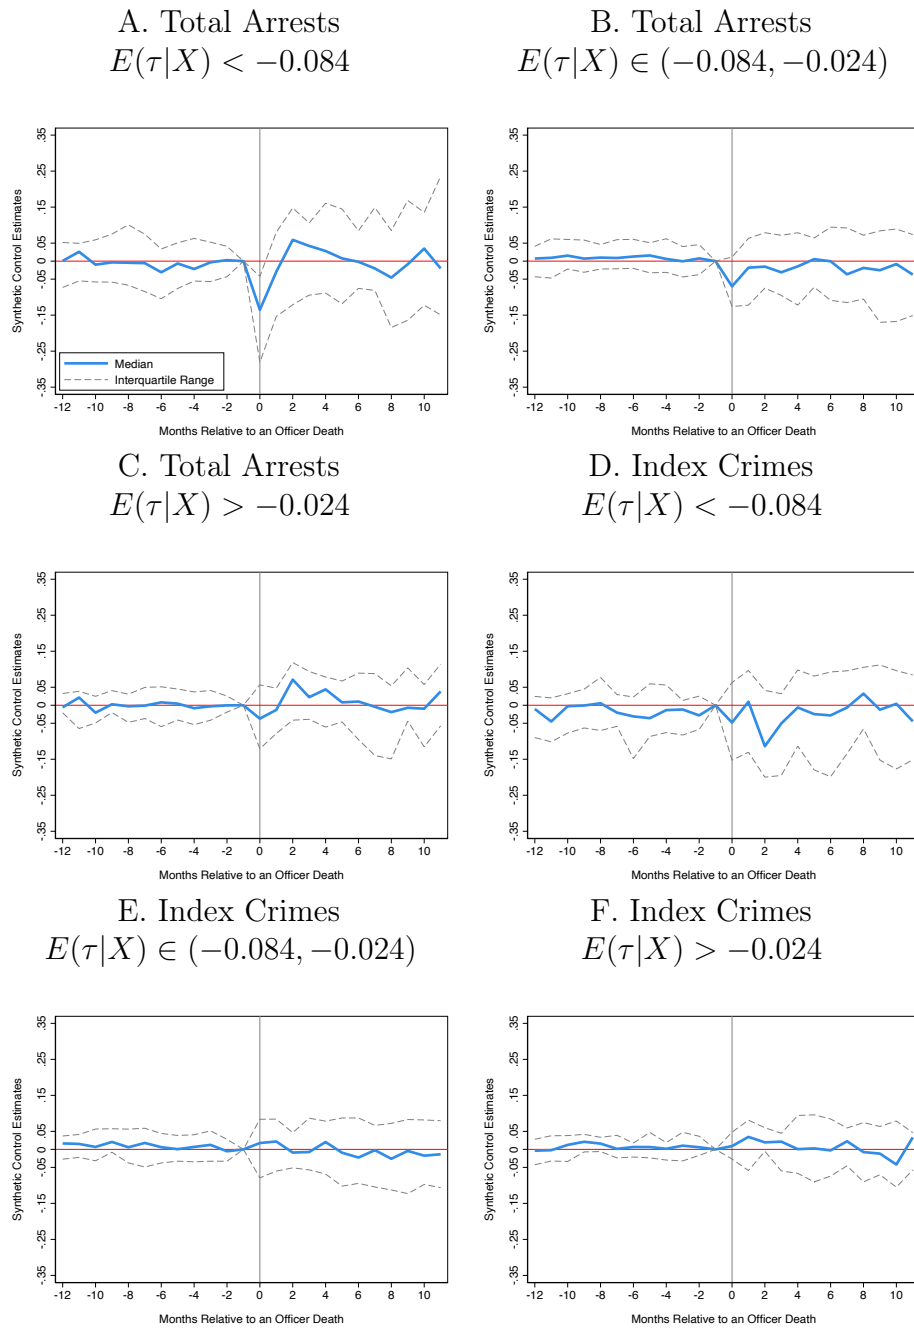 A. Total Arrests
E(τ|X) < −0.084
B. Total Arrests
E(τ|X) ∈ (−0.084, −0.024)
Synthetic Control Estimates
.35
.25
.15
.05
-.05
-.15
-.25
-.35
Median
Interquartile Range
-12 -10 -8 -6 -4 -2 0 2 4 6 8 10
Months Relative to an Officer Death
Synthetic Control Estimates
.35
.25
.15
.05
-.05
-.15
-.25
-.35
-12 -10 -8 -6 -4 -2 0 2 4 6 8 10
Months Relative to an Officer Death
C. Total Arrests
E(τ|X) > −0.024
D. Index Crimes
E(τ|X) < −0.084
Synthetic Control Estimates
.35
.25
.15
.05
-.05
-.15
-.25
-.35
-12 -10 -8 -6 -4 -2 0 2 4 6 8 10
Months Relative to an Officer Death
Synthetic Control Estimates
.35
.25
.15
.05
-.05
-.15
-.25
-.35
-12 -10 -8 -6 -4 -2 0 2 4 6 8 10
Months Relative to an Officer Death
E. Index Crimes
E(τ|X) ∈ (−0.084, −0.024)
F. Index Crimes
E(τ|X) > −0.024
Synthetic Control Estimates
.35
.25
.15
.05
-.05
-.15
-.25
-.35
-12 -10 -8 -6 -4 -2 0 2 4 6 8 10
Months Relative to an Officer Death
Synthetic Control Estimates
.35
.25
.15
.05
-.05
-.15
-.25
-.35
-12 -10 -8 -6 -4 -2 0 2 4 6 8 10
Months Relative to an Officer Death